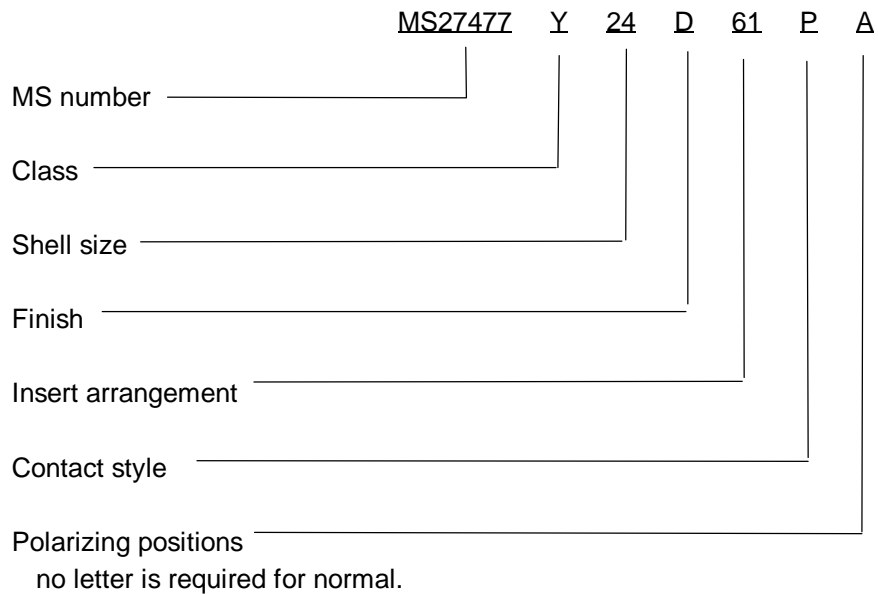 MS27477 Y 24 D 61 P A
MS number
Class
Shell size
Finish
Insert arrangement
Contact style
Polarizing positions
no letter is required for normal.